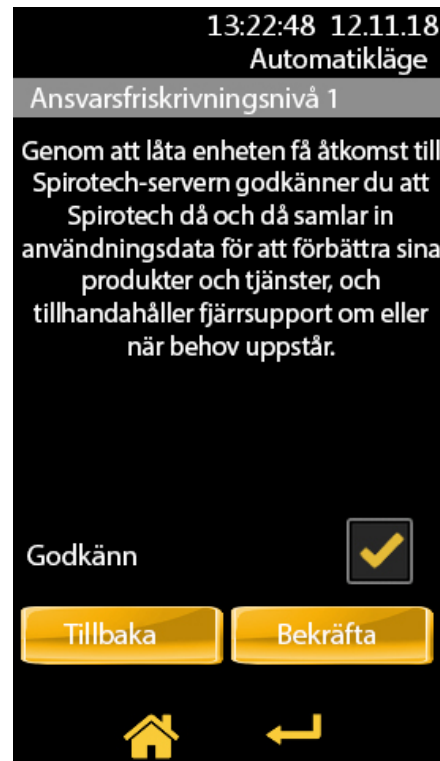 13:22:48 12.11.18
Automatikläge
Ansvarsfriskrivningsnivå 1
Genom att låta enheten få åtkomst till
Spirotech-servern godkänner du att
Spirotech då och då samlar in
användningsdata för att förbättra sina
produkter och tjänster, och
tillhandahåller fjärrsupport om eller
när behov uppstår.
Godkänn
Tillbaka
Bekräfta